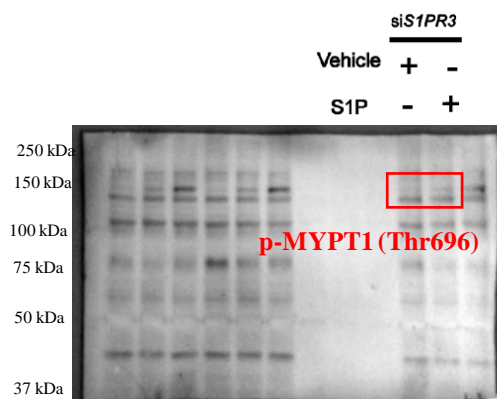 siS1PR3
Vehicle + -
S1P - +
250 kDa
150 kDa
100 kDa
p-MYPT1 (Thr696)
75 kDa
50 kDa
37 kDa